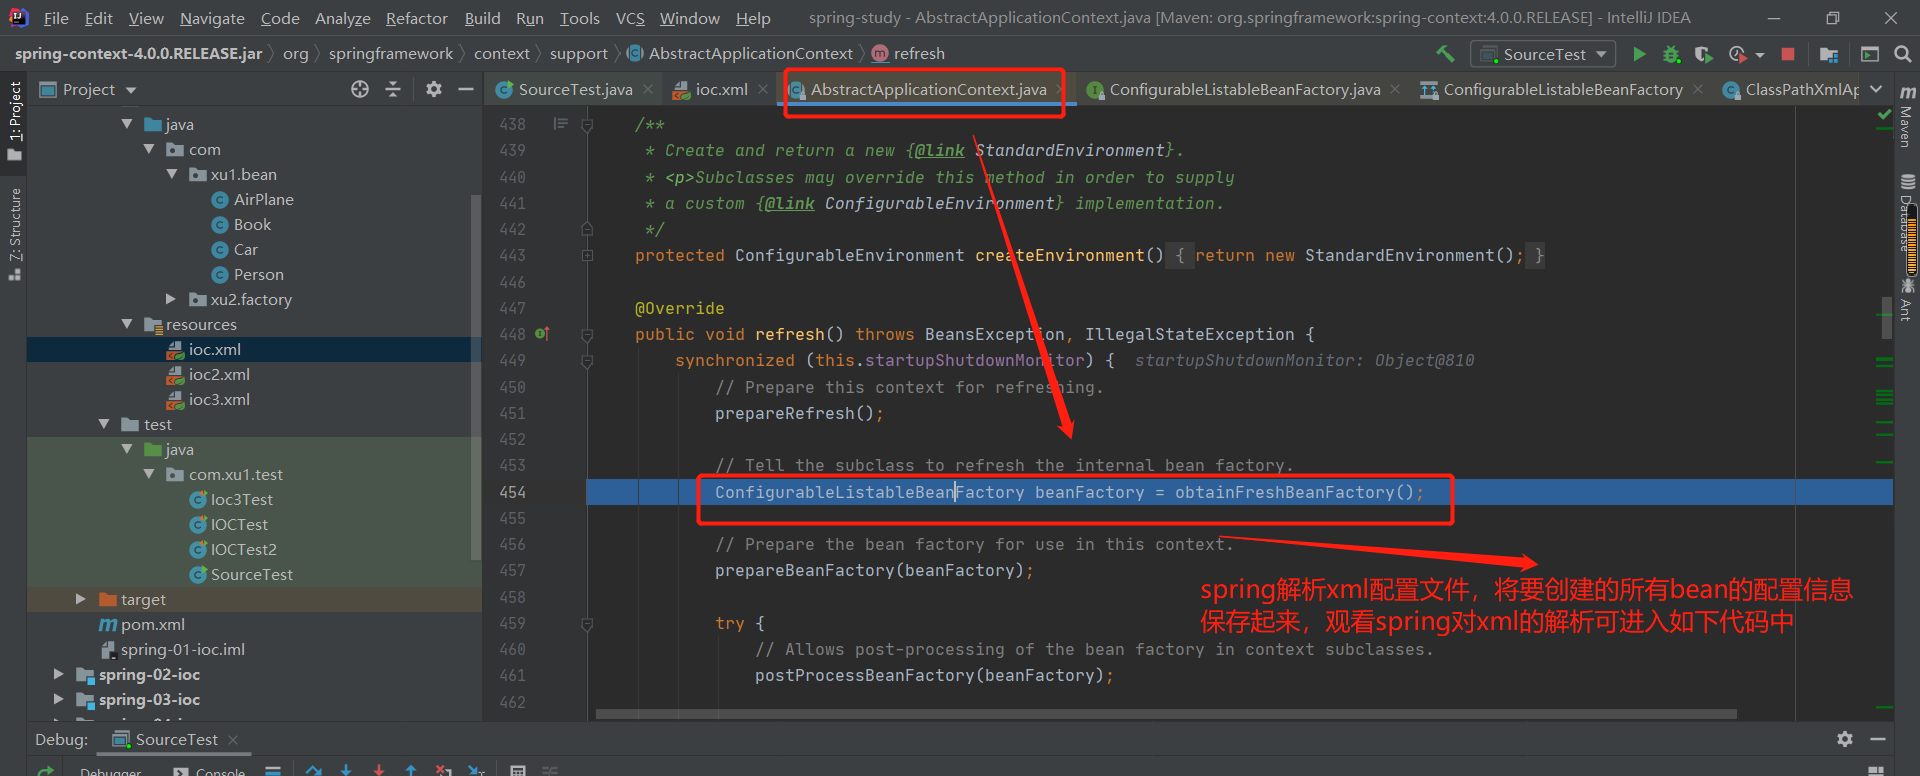 File Edit View Navigate Code Analyze Refactor Build Run Tools VCS Window Help spring-study - AbstractApplicationContext.java [Maven: org.springframework:spring-context:4.0.0.RELEASE] - IntelliJ IDEA
spring-context-4.0.0.RELEASE.jar org springframework context support AbstractApplicationContext refresh SourceTest
Project
SourceTest.java ioc.xml AbstractApplicationContext.java ConfigurableListableBeanFactory.java ConfigurableListableBeanFactory ClassPathXmlAp
1: Project
7: Structure
java
com
xu1.bean
AirPlane
Book
Car
Person
xu2.factory
resources
ioc.xml
ioc2.xml
ioc3.xml
test
java
com.xu1.test
Ioc3Test
IOCTest
IOCTest2
SourceTest
target
pom.xml
spring-01-ioc.iml
spring-02-ioc
spring-03-ioc
438 /**
439 * Create and return a new {@link StandardEnvironment}.
440 * <p>Subclasses may override this method in order to supply
441 * a custom {@link ConfigurableEnvironment} implementation.
442 */
443 protected ConfigurableEnvironment createEnvironment() { return new StandardEnvironment(); }
446
447 @Override
448 public void refresh() throws BeansException, IllegalStateException {
449 synchronized (this.startupShutdownMonitor) { startupShutdownMonitor: Object@810
450 // Prepare this context for refreshing.
451 prepareRefresh();
452
453 // Tell the subclass to refresh the internal bean factory.
454 ConfigurableListableBeanFactory beanFactory = obtainFreshBeanFactory();
455
456 // Prepare the bean factory for use in this context.
457 prepareBeanFactory(beanFactory);
458
459 try {
460 // Allows post-processing of the bean factory in context subclasses.
461 postProcessBeanFactory(beanFactory);
462
spring解析xml配置文件，将要创建的所有bean的配置信息
保存起来，观看spring对xml的解析可进入如下代码中
Maven
Database
Ant
Debug: SourceTest
Debugger Console